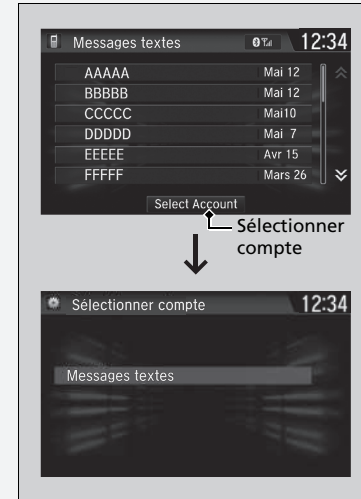 Messages textes 12:34
AAAAA Mai 12
BBBBB Mai 12
CCCCC Mai10
DDDDD Mai 7
EEEEE Avr 15
FFFFF Mars 26
Select Account
Sélectionner
compte
Sélectionner compte 12:34
Messages textes